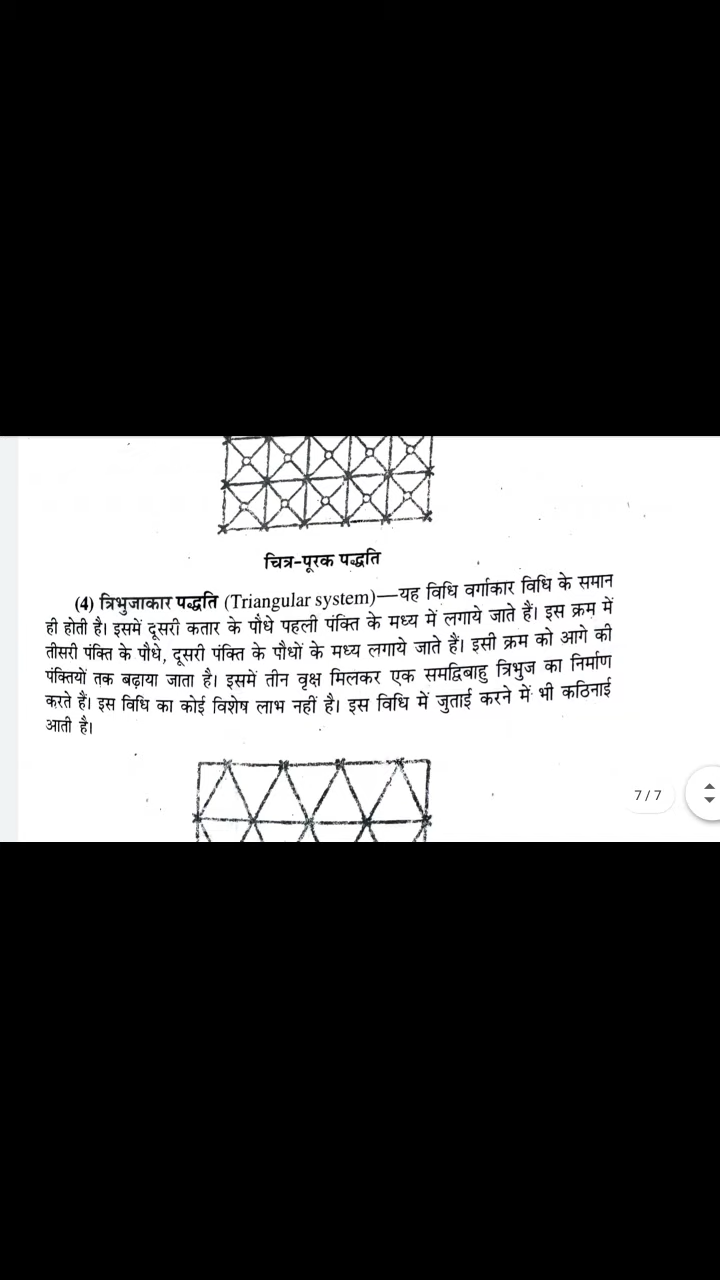 चित्र-पूरक पद्धति
(4) त्रिभुजाकार पद्धति (Triangular system)—यह विधि वर्गाकार विधि के समान
ही होती है। इसमें दूसरी कतार के पौधे पहली पंक्ति के मध्य में लगाये जाते हैं। इस क्रम में
तीसरी पंक्ति के पौधे, दूसरी पंक्ति के पौधों के मध्य लगाये जाते हैं। इसी क्रम को आगे की
पंक्तियों तक बढ़ाया जाता है। इसमें तीन वृक्ष मिलकर एक समद्विबाहु त्रिभुज का निर्माण
करते हैं। इस विधि का कोई विशेष लाभ नहीं है। इस विधि में जुताई करने में भी कठिनाई
आती है।
7 / 7